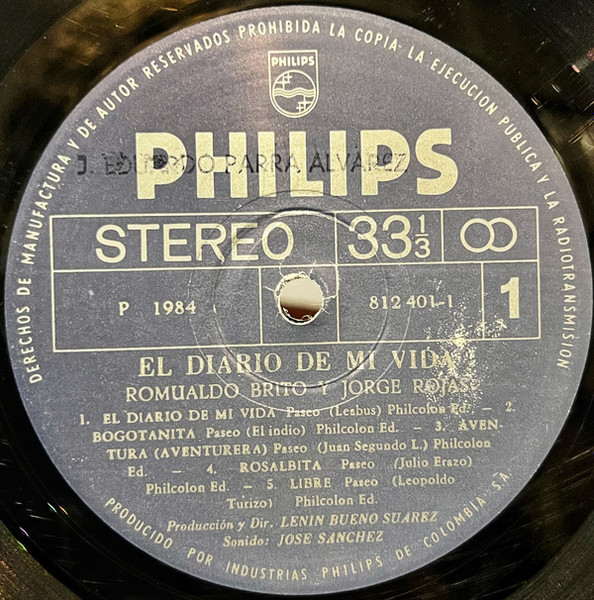 DERECHOS DE MANUFACTURA Y DE AUTOR RESERVADOS PROHIBIDA LA COPIA - LA EJECUCION PUBLICA Y LA RADIOTRANSMISION
PHILIPS
PHILIPS
J. EDUARDO PARRA ALVAREZ
STEREO 33 1/3
P 1984 812 401-1 1
EL DIARIO DE MI VIDA
ROMUALDO BRITO Y JORGE ROJAS
1. EL DIARIO DE MI VIDA Paseo (Leabus) Philcolon Ed. — 2.
BOGOTANITA Paseo (El indio) Philcolon Ed. — 3. AVEN-
TURA (AVENTURERA) Paseo (Juan Segundo L.) Philcolon
Ed. — 4. ROSALBITA Paseo (Julio Erazo)
Philcolon Ed — 5. LIBRE Paseo (Leopoldo
Turizo) Philcolon Ed.
Producción y Dir. LENIN BUENO SUAREZ
Sonido: JOSE SANCHEZ
PRODUCIDO POR INDUSTRIAS PHILIPS DE COLOMBIA S.A.